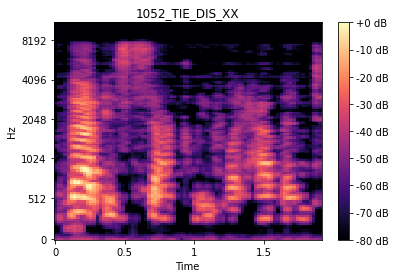 1052_TIE_DIS_XX
8192
4096
2048
1024
512
0
Hz
0
0.5
1
1.5
Time
+0 dB
-10 dB
-20 dB
-30 dB
-40 dB
-50 dB
-60 dB
-70 dB
-80 dB